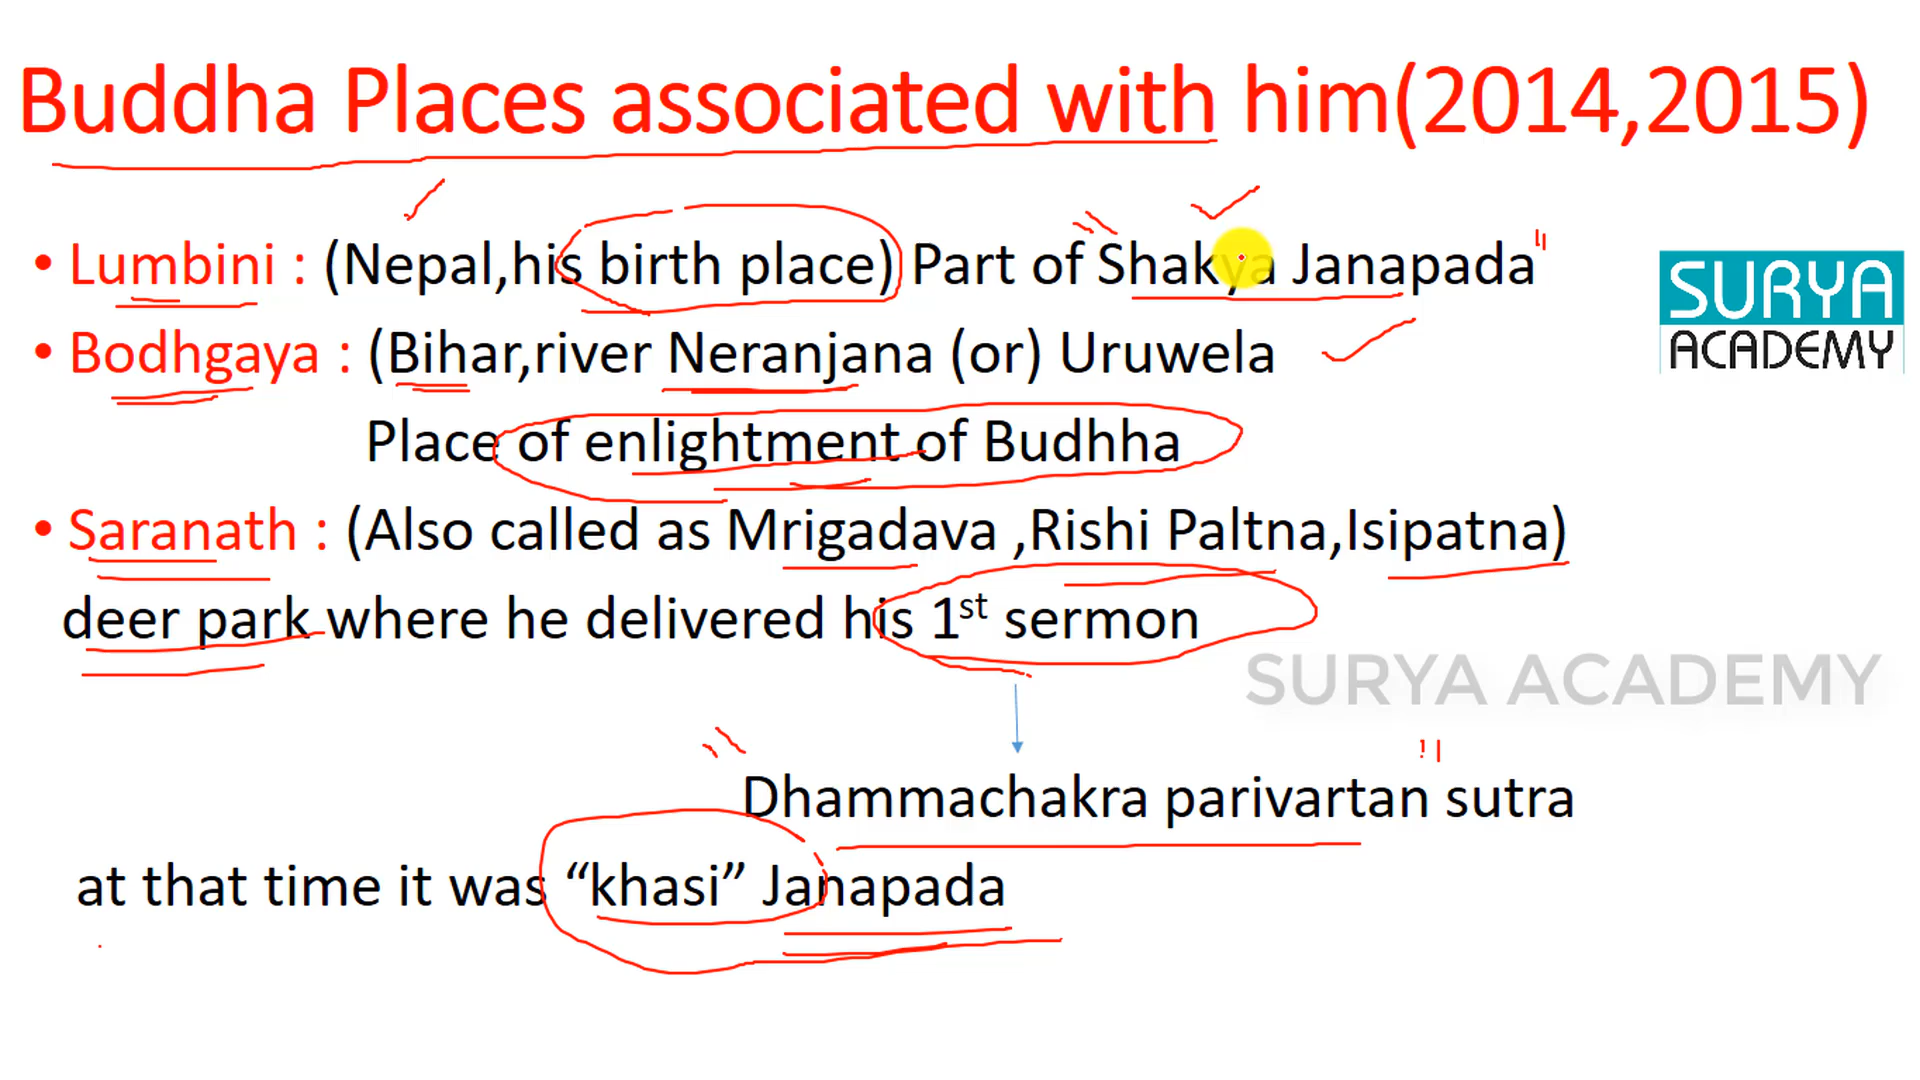 Buddha Places associated with him(2014,2015)
• Lumbini : (Nepal,his birth place) Part of Shakya Janapada
• Bodhgaya : (Bihar,river Neranjana (or) Uruwela
Place of enlightment of Budhha
• Saranath : (Also called as Mrigadava ,Rishi Paltna,Isipatna)
deer park where he delivered his 1st sermon
Dhammachakra parivartan sutra
at that time it was “khasi” Janapada
SURYA
ACADEMY
SURYA ACADEMY